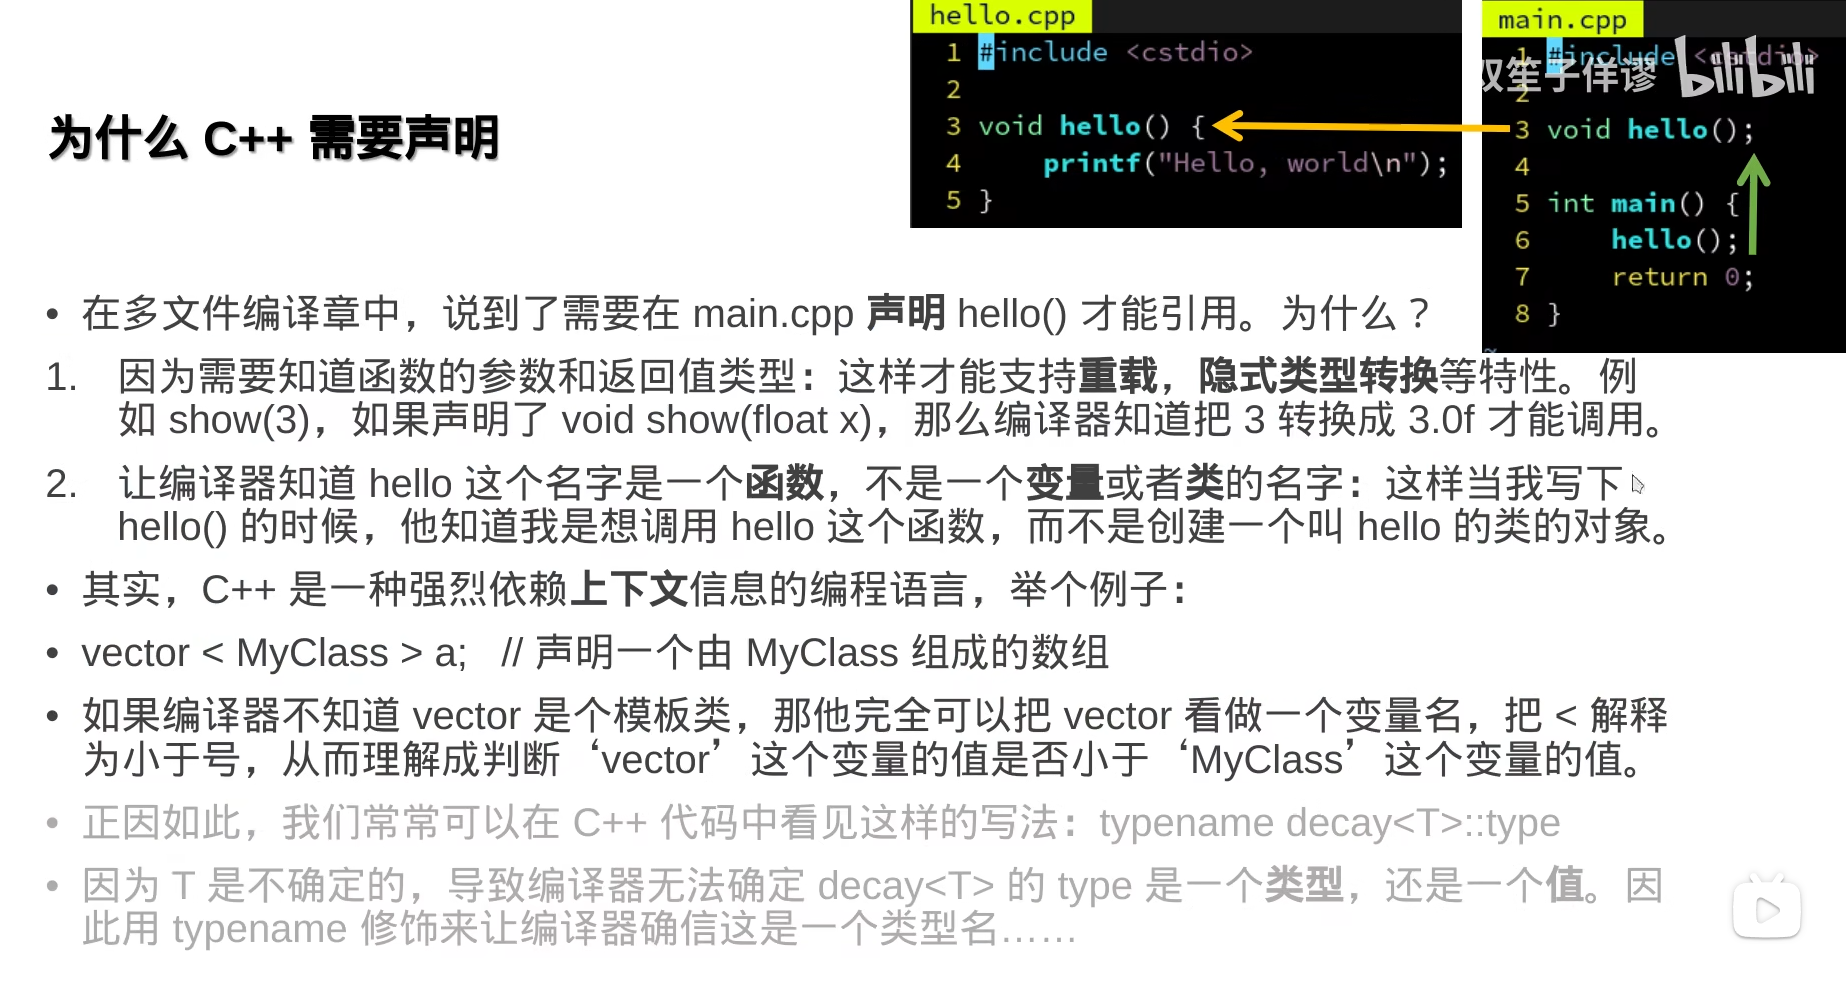 hello.cpp
1 #include <cstdio>
2
3 void hello() {
4     printf("Hello, world\n");
5 }
main.cpp
1 #include <cstdio>
双笙子佯谬 bilibili
2
3 void hello();
4
5 int main() {
6     hello();
7     return 0;
8 }
~
为什么 C++ 需要声明
• 在多文件编译章中，说到了需要在 main.cpp 声明 hello() 才能引用。为什么？
1. 因为需要知道函数的参数和返回值类型：这样才能支持重载，隐式类型转换等特性。例
如 show(3)，如果声明了 void show(float x)，那么编译器知道把 3 转换成 3.0f 才能调用。
2. 让编译器知道 hello 这个名字是一个函数，不是一个变量或者类的名字：这样当我写下
hello() 的时候，他知道我是想调用 hello 这个函数，而不是创建一个叫 hello 的类的对象。
• 其实，C++ 是一种强烈依赖上下文信息的编程语言，举个例子：
• vector < MyClass > a;   // 声明一个由 MyClass 组成的数组
• 如果编译器不知道 vector 是个模板类，那他完全可以把 vector 看做一个变量名，把 < 解释
为小于号，从而理解成判断‘vector’这个变量的值是否小于‘MyClass’这个变量的值。
• 正因如此，我们常常可以在 C++ 代码中看见这样的写法：typename decay<T>::type
• 因为 T 是不确定的，导致编译器无法确定 decay<T> 的 type 是一个类型，还是一个值。因
此用 typename 修饰来让编译器确信这是一个类型名……